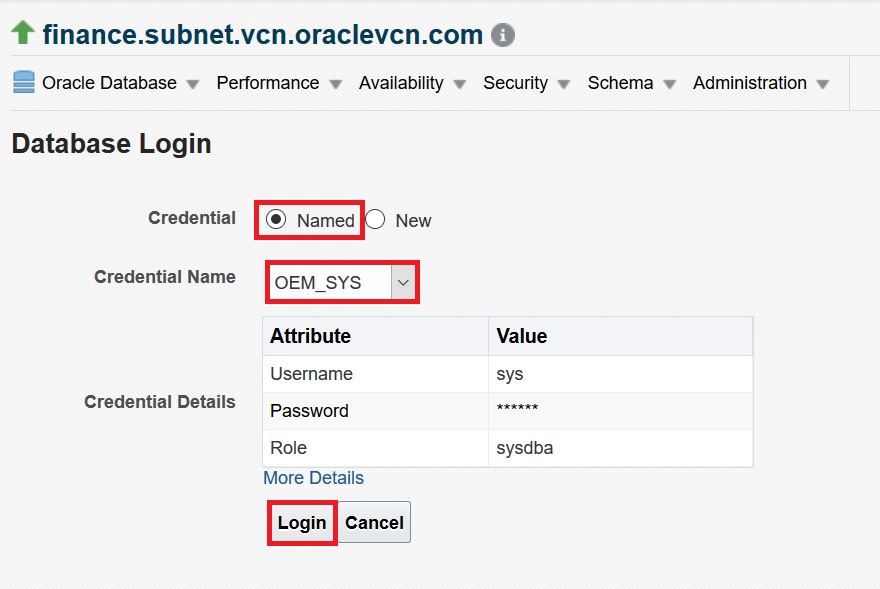 finance.subnet.vcn.oraclevcn.com i
Oracle Database Performance Availability Security Schema Administration
Database Login
Credential Named New
Credential Name OEM_SYS
Attribute Value
Username sys
Credential Details
Password ******
Role sysdba
More Details
Login Cancel